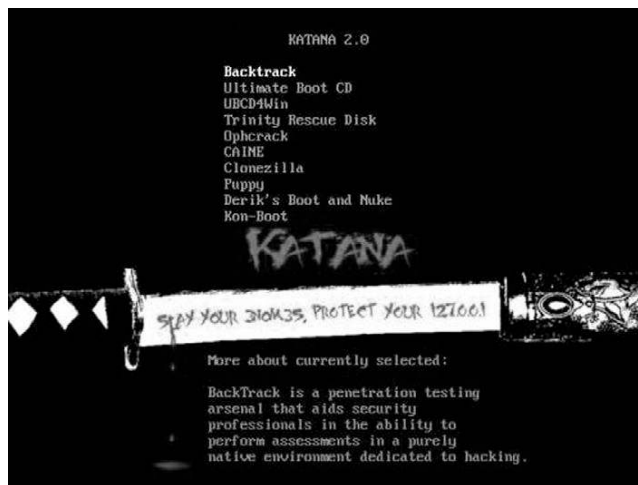 KATANA 2.0
Backtrack
Ultimate Boot CD
UBCD4Win
Trinity Rescue Disk
Ophcrack
CAINE
Clonezilla
Puppy
Derik's Boot and Nuke
Kon-Boot
KATANA
SLAY YOUR 3N3M35, PROTECT YOUR 127.0.0.1
More about currently selected:
BackTrack is a penetration testing
arsenal that aids security
professionals in the ability to
perform assessments in a purely
native environment dedicated to hacking.